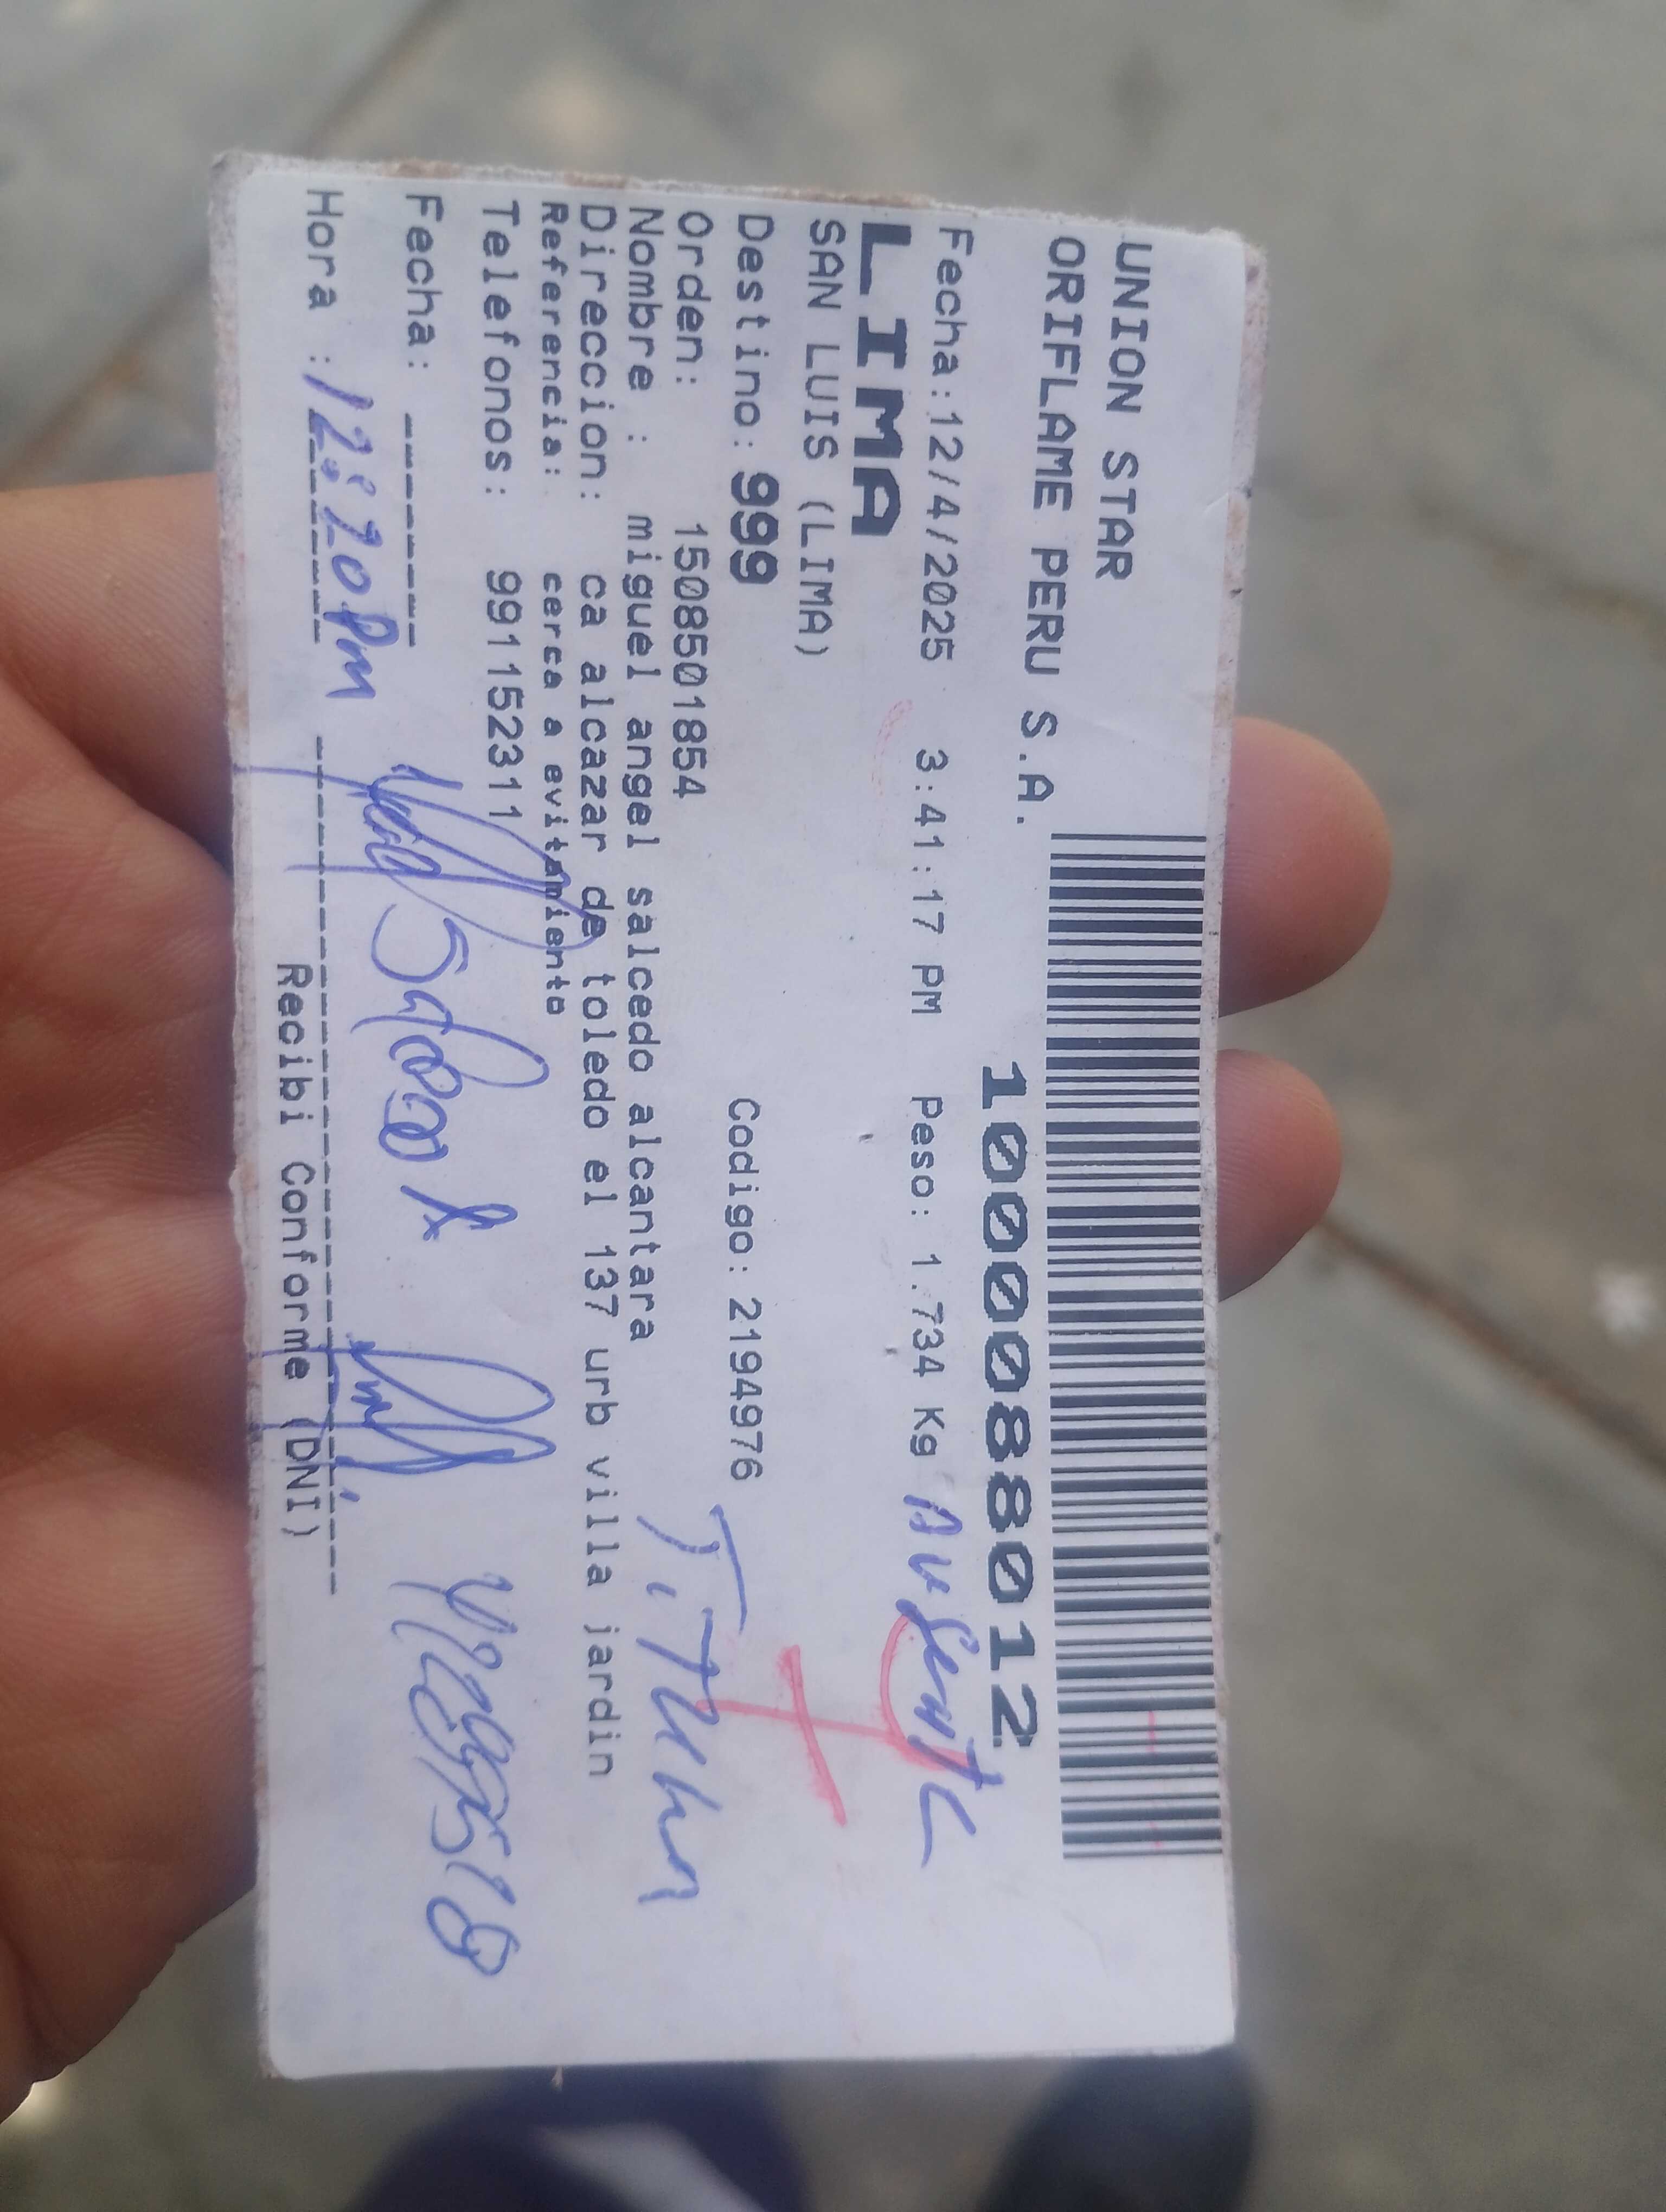 UNION STAR
ORIFLAME PERU S.A.
1000088012
Fecha:12/4/2025 3:41:17 PM Peso: 1.734 Kg Ausente
LIMA
SAN LUIS (LIMA)
Destino: 999 Codigo: 2194976
Orden: 1508501854
Nombre : miguel angel salcedo alcantara
Direccion: ca alcazar de toledo el 137 urb villa jardin
Referencia: cerca a evitamiento
Telefonos: 991152311
Fecha: ------
Hora : 12:20 Pm
Recibi Conforme (DNI)